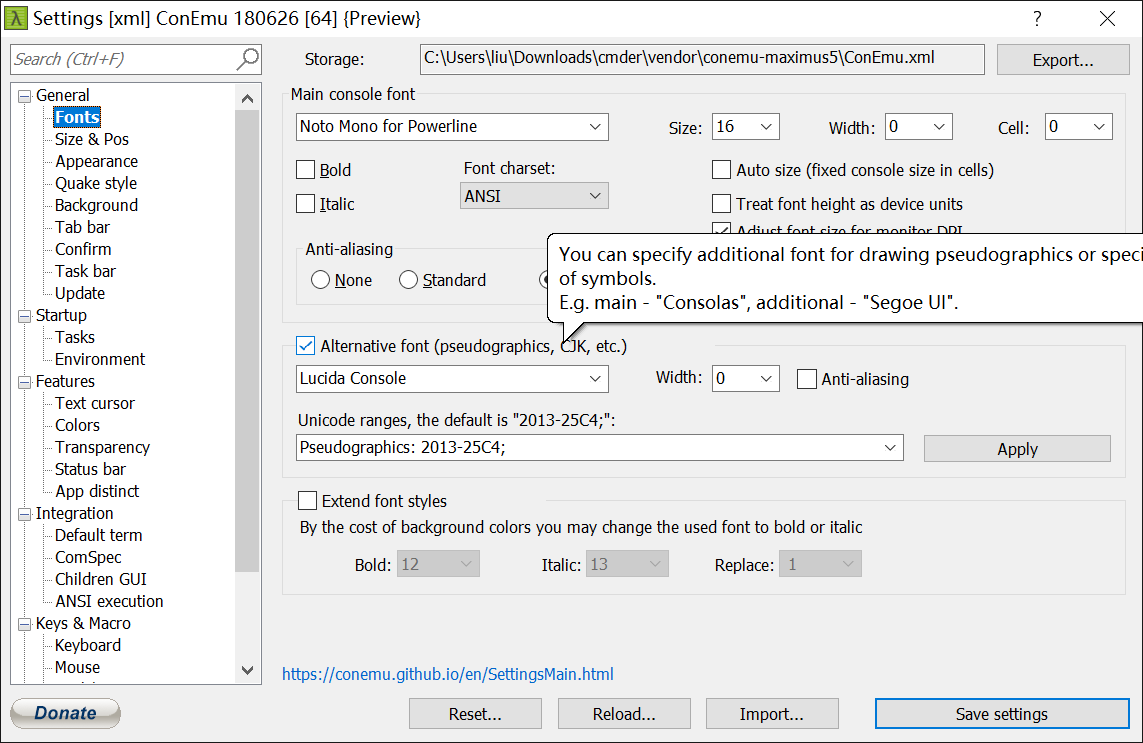 Settings [xml] ConEmu 180626 [64] {Preview}
?
Search (Ctrl+F)
Storage:
C:\Users\liu\Downloads\cmder\vendor\conemu-maximus5\ConEmu.xml
Export...
General
Fonts
Size & Pos
Appearance
Quake style
Background
Tab bar
Confirm
Task bar
Update
Startup
Tasks
Environment
Features
Text cursor
Colors
Transparency
Status bar
App distinct
Integration
Default term
ComSpec
Children GUI
ANSI execution
Keys & Macro
Keyboard
Mouse
Main console font
Noto Mono for Powerline
Size: 16
Width: 0
Cell: 0
Bold
Font charset:
Auto size (fixed console size in cells)
Italic
ANSI
Treat font height as device units
Adjust font size for monitor DPI
Anti-aliasing
None
Standard
You can specify additional font for drawing pseudographics or speci
of symbols.
E.g. main - "Consolas", additional - "Segoe UI".
Alternative font (pseudographics, CJK, etc.)
Lucida Console
Width: 0
Anti-aliasing
Unicode ranges, the default is "2013-25C4;":
Pseudographics: 2013-25C4;
Apply
Extend font styles
By the cost of background colors you may change the used font to bold or italic
Bold: 12
Italic: 13
Replace: 1
https://conemu.github.io/en/SettingsMain.html
Donate
Reset...
Reload...
Import...
Save settings